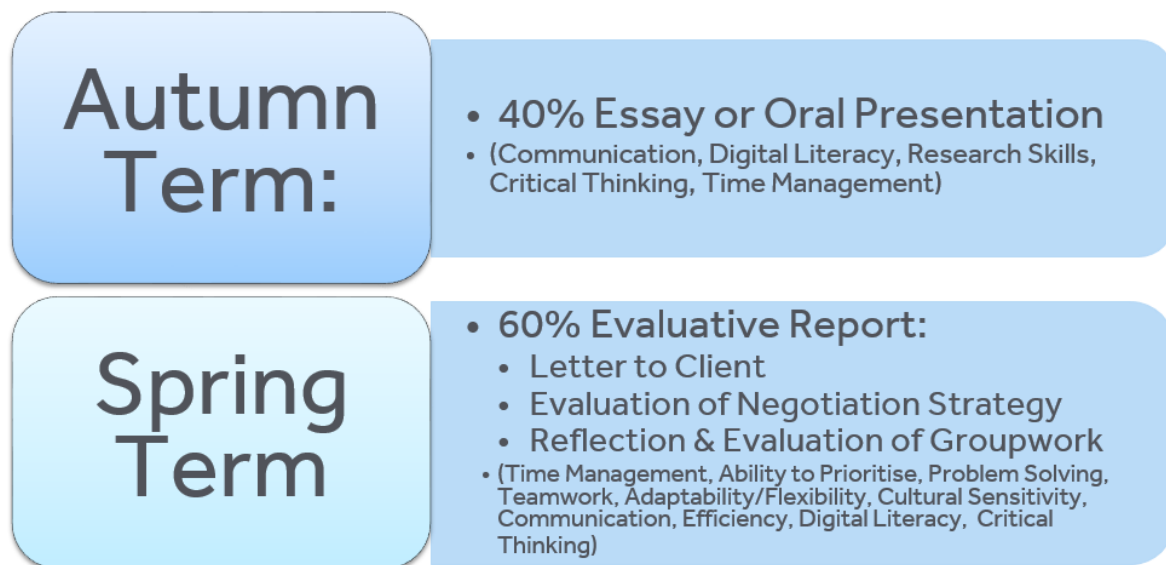 Autumn
Term:
• 40% Essay or Oral Presentation
• (Communication, Digital Literacy, Research Skills,
Critical Thinking, Time Management)
Spring
Term
• 60% Evaluative Report:
• Letter to Client
• Evaluation of Negotiation Strategy
• Reflection & Evaluation of Groupwork
• (Time Management, Ability to Prioritise, Problem Solving,
Teamwork, Adaptability/Flexibility, Cultural Sensitivity,
Communication, Efficiency, Digital Literacy, Critical
Thinking)